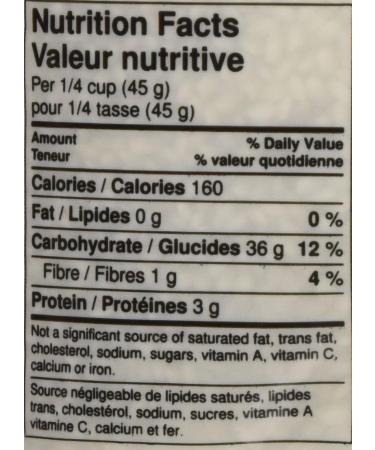 Nutrition Facts
Valeur nutritive
Per 1/4 cup (45 g)
pour 1/4 tasse (45 g)
Amount % Daily Value
Teneur % valeur quotidienne
Calories / Calories 160
Fat / Lipides 0 g 0 %
Carbohydrate / Glucides 36 g 12 %
Fibre / Fibres 1 g 4 %
Protein / Protéines 3 g
Not a significant source of saturated fat, trans fat,
cholesterol, sodium, sugars, vitamin A, vitamin C,
calcium or iron.
Source négligeable de lipides saturés, lipides
trans, cholestérol, sodium, sucres, vitamine A
vitamine C, calcium et fer.